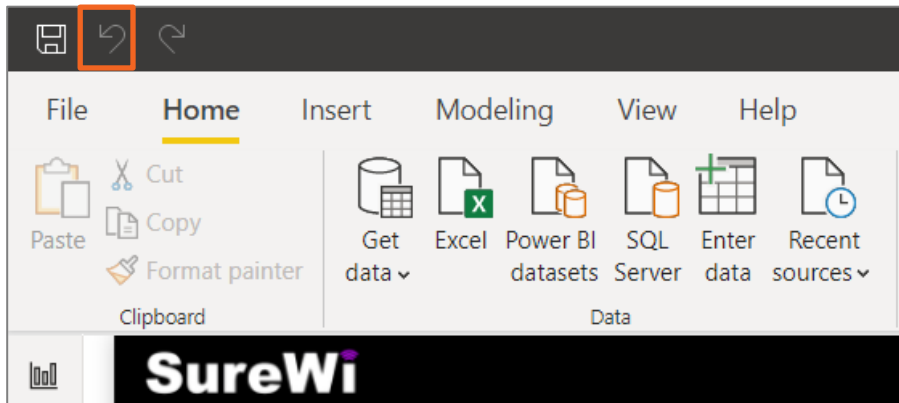 File Home Insert Modeling View Help
Paste
Cut
Copy
Format painter
Clipboard
Get data
Excel
Power BI datasets
SQL Server
Enter data
Recent sources
Data
SureWi